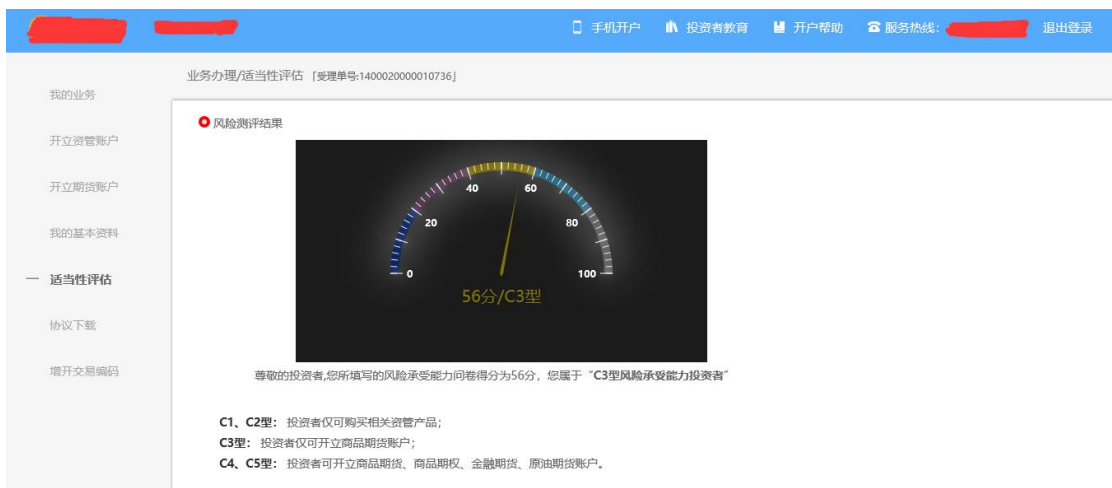 手机开户 投资者教育 开户帮助 服务热线: 退出登录
业务办理/适当性评估「受理单号:1400020000010736」
我的业务
开立资管账户
开立期货账户
我的基本资料
适当性评估
协议下载
增开交易编码
风险测评结果
40 60
20 80
0 100
56分/C3型
尊敬的投资者,您所填写的风险承受能力问卷得分为56分，您属于“C3型风险承受能力投资者”
C1、C2型： 投资者仅可购买相关资管产品；
C3型： 投资者仅可开立商品期货账户；
C4、C5型： 投资者可开立商品期货、商品期权、金融期货、原油期货账户。